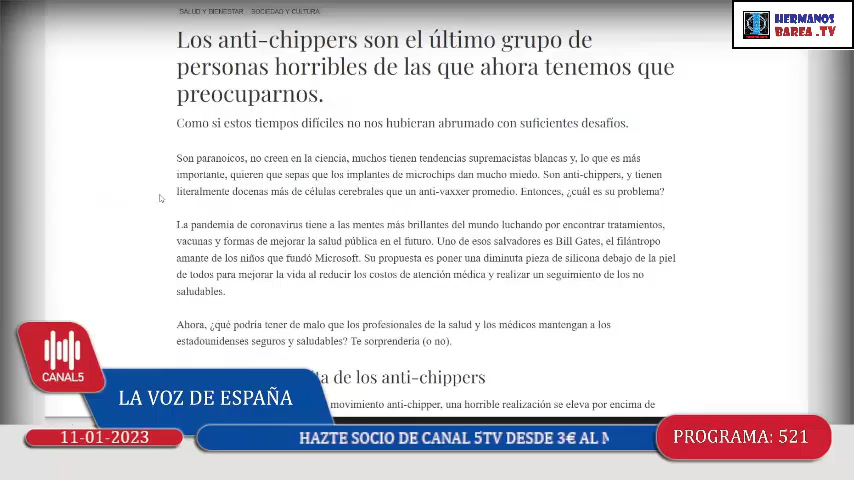 SALUD Y BIENESTAR SOCIEDAD Y CULTURA
HERMANOS
BAREA .TV
Los anti-chippers son el último grupo de
personas horribles de las que ahora tenemos que
preocuparnos.
Como si estos tiempos difíciles no nos hubieran abrumado con suficientes desafíos.
Son paranoicos, no creen en la ciencia, muchos tienen tendencias supremacistas blancas y, lo que es más
importante, quieren que sepas que los implantes de microchips dan mucho miedo. Son anti-chippers, y tienen
literalmente docenas más de células cerebrales que un anti-vaxxer promedio. Entonces, ¿cuál es su problema?
La pandemia de coronavirus tiene a las mentes más brillantes del mundo luchando por encontrar tratamientos,
vacunas y formas de mejorar la salud pública en el futuro. Uno de esos salvadores es Bill Gates, el filántropo
amante de los niños que fundó Microsoft. Su propuesta es poner una diminuta pieza de silicona debajo de la piel
de todos para mejorar la vida al reducir los costos de atención médica y realizar un seguimiento de los no
saludables.
Ahora, ¿qué podría tener de malo que los profesionales de la salud y los médicos mantengan a los
estadounidenses seguros y saludables? Te sorprendería (o no).
ta de los anti-chippers
movimiento anti-chipper, una horrible realización se eleva por encima de
CANAL5
LA VOZ DE ESPAÑA
11-01-2023
HAZTE SOCIO DE CANAL 5TV DESDE 3€ AL
PROGRAMA: 521